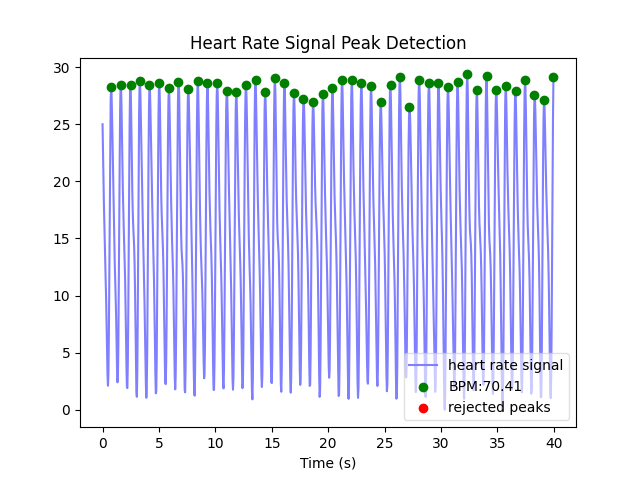 Heart Rate Signal Peak Detection
30
25
20
15
10
5
0
heart rate signal
BPM:70.41
rejected peaks
0 5 10 15 20 25 30 35 40
Time (s)